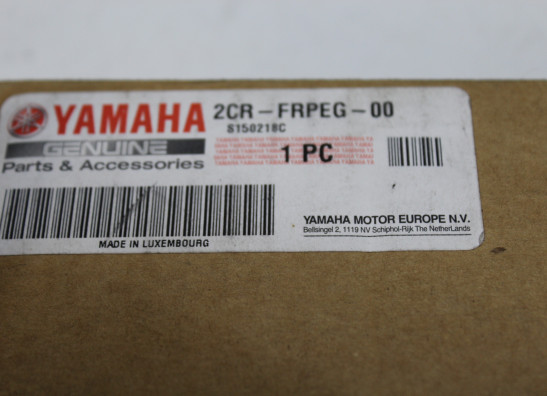 YAMAHA 2CR-FRPEG-00
S150218C
GENUINE
Parts & Accessories
1 PC
MADE IN LUXEMBOURG
YAMAHA MOTOR EUROPE N.V.
Bellsingel 2, 1119 NV Schiphol-Rijk The NetherLands